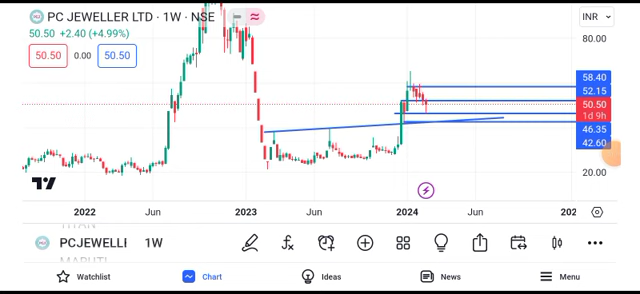 PC JEWELLER LTD · 1W · NSE
INR
50.50 +2.40 (+4.99%)
50.50 0.00 50.50
80.00
58.40
52.15
50.50
1d 9h
46.35
42.60
20.00
2022 Jun 2023 Jun 2024 Jun 202
PCJEWELLI 1W
Watchlist Chart Ideas News Menu